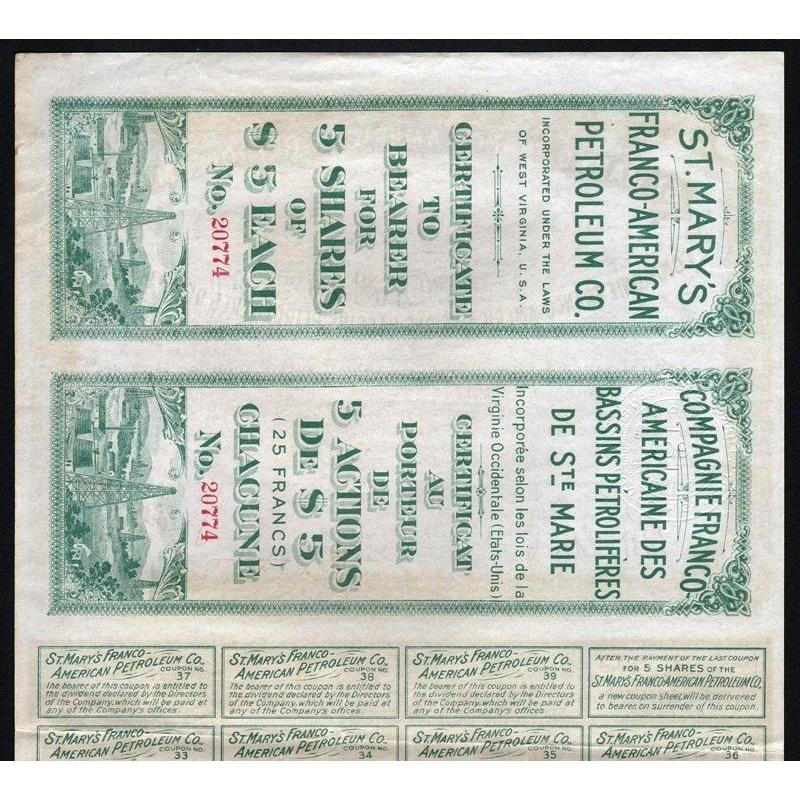 ST. MARY'S
FRANCO-AMERICAN
PETROLEUM CO.
INCORPORATED UNDER THE LAWS
OF WEST VIRGINIA, U.S.A.
CERTIFICATE
TO
BEARER
FOR
5 SHARES
OF
$5 EACH
No. 20774
COMPAGNIE FRANCO
AMÉRICAINE DES
BASSINS PÉTROLIFÈRES
DE STE MARIE
Incorporée selon les lois de la
Virginie Occidentale (États-Unis)
CERTIFICAT
AU
PORTEUR
DE
5 ACTIONS
DE $5
(25 FRANCS)
CHACUNE
No. 20774
ST. MARY'S FRANCO-
AMERICAN PETROLEUM CO.
COUPON NO.
37
The bearer of this coupon is entitled to
the dividend declared by the Directors
of the Company, which will be paid at
any of the Company's offices.
ST. MARY'S FRANCO-
AMERICAN PETROLEUM CO.
COUPON NO.
38
The bearer of this coupon is entitled to
the dividend declared by the Directors
of the Company, which will be paid at
any of the Company's offices.
ST. MARY'S FRANCO-
AMERICAN PETROLEUM CO.
COUPON NO.
39
The bearer of this coupon is entitled to
the dividend declared by the Directors
of the Company, which will be paid at
any of the Company's offices.
AFTER THE PAYMENT OF THE LAST COUPON
FOR 5 SHARES OF THE
ST. MARY'S FRANCO-AMERICAN PETROLEUM CO.,
a new coupon sheet, will be delivered
to bearer, on surrender of this coupon.
ST. MARY'S FRANCO-
AMERICAN PETROLEUM CO.
COUPON NO.
33
ST. MARY'S FRANCO-
AMERICAN PETROLEUM CO.
COUPON NO.
34
ST. MARY'S FRANCO-
AMERICAN PETROLEUM CO.
COUPON NO.
35
ST. MARY'S FRANCO-
AMERICAN PETROLEUM CO.
COUPON NO.
36